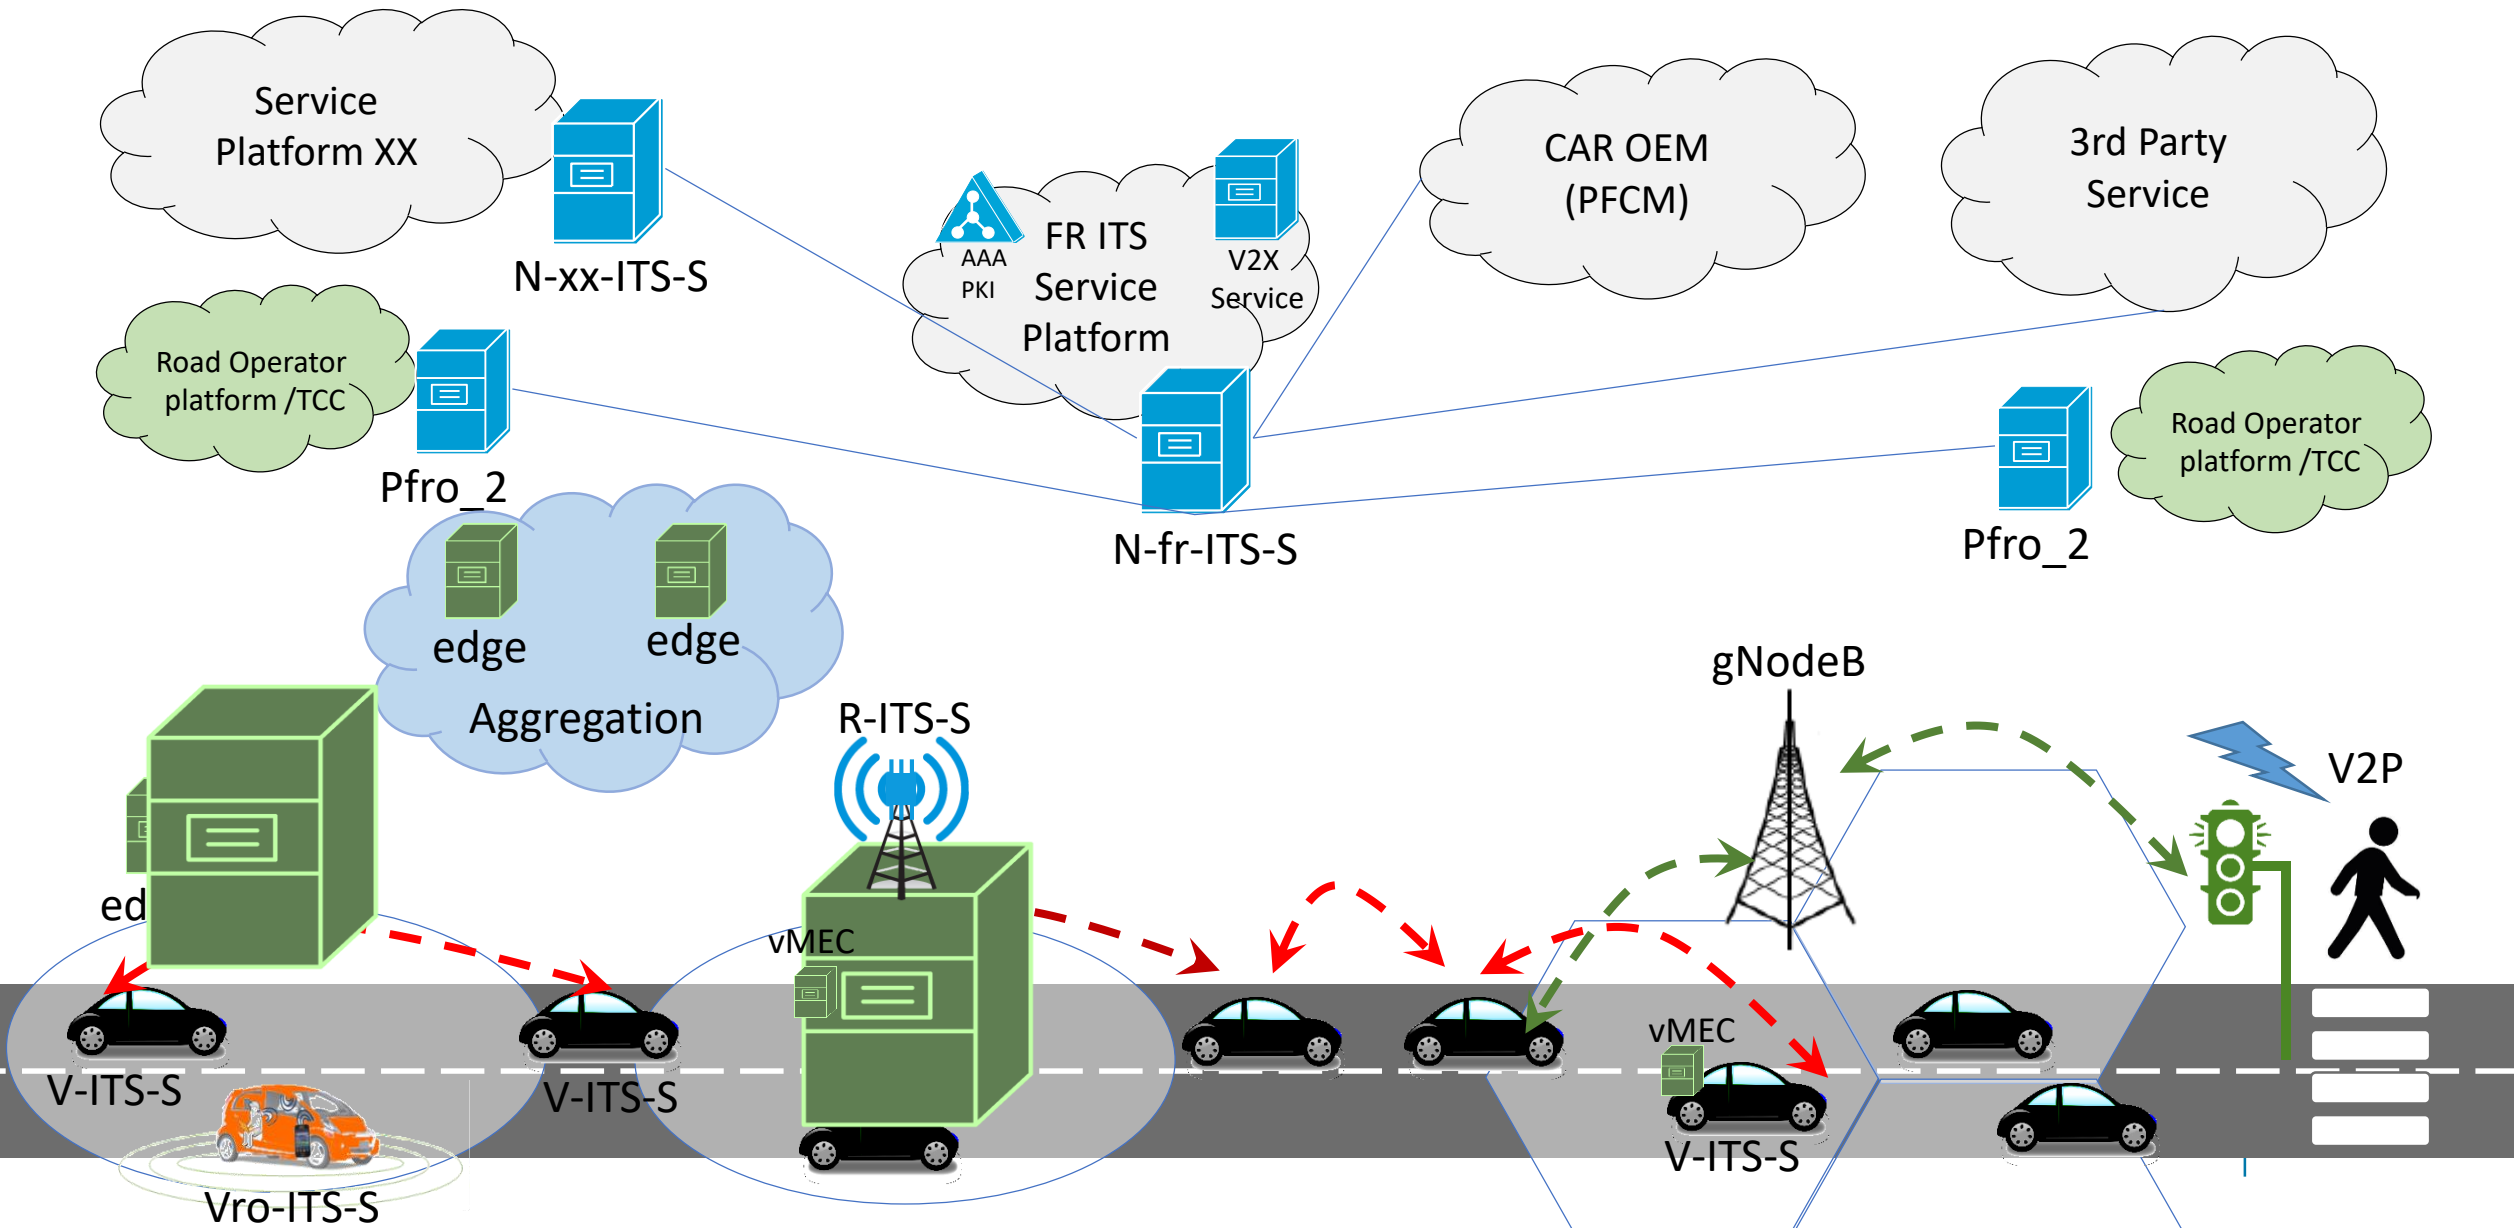 Service
Platform XX
N-xx-ITS-S
AAA
PKI
FR ITS
Service
Platform
V2X
Service
CAR OEM
(PFCM)
3rd Party
Service
Road Operator
platform /TCC
Pfro_2
N-fr-ITS-S
Road Operator
platform /TCC
Pfro_2
edge
edge
Aggregation
R-ITS-S
gNodeB
V2P
ed
vMEC
vMEC
V-ITS-S
V-ITS-S
V-ITS-S
Vro-ITS-S